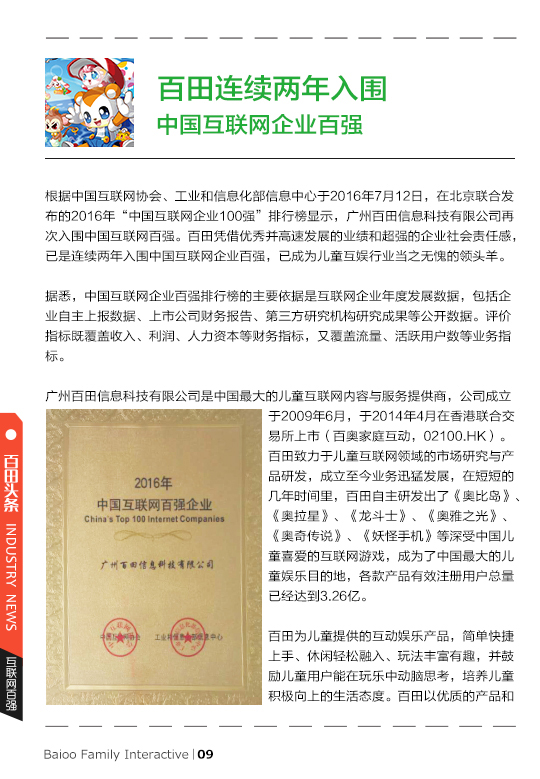 百田连续两年入围
中国互联网企业百强
根据中国互联网协会、工业和信息化部信息中心于2016年7月12日，在北京联合发
布的2016年“中国互联网企业100强”排行榜显示，广州百田信息科技有限公司再
次入围中国互联网百强。百田凭借优秀并高速发展的业绩和超强的企业社会责任感，
已是连续两年入围中国互联网企业百强，已成为儿童互娱行业当之无愧的领头羊。
据悉，中国互联网企业百强排行榜的主要依据是互联网企业年度发展数据，包括企
业自主上报数据、上市公司财务报告、第三方研究机构研究成果等公开数据。评价
指标既覆盖收入、利润、人力资本等财务指标，又覆盖流量、活跃用户数等业务指
标。
广州百田信息科技有限公司是中国最大的儿童互联网内容与服务提供商，公司成立
于2009年6月，于2014年4月在香港联合交
易所上市（百奥家庭互动，02100.HK）。
百田致力于儿童互联网领域的市场研究与产
品研发，成立至今业务迅猛发展，在短短的
几年时间里，百田自主研发出了《奥比岛》、
《奥拉星》、《龙斗士》、《奥雅之光》、
《奥奇传说》、《妖怪手机》等深受中国儿
童喜爱的互联网游戏，成为了中国最大的儿
童娱乐目的地，各款产品有效注册用户总量
已经达到3.26亿。
百田为儿童提供的互动娱乐产品，简单快捷
上手、休闲轻松融入、玩法丰富有趣，并鼓
励儿童用户能在玩乐中动脑思考，培养儿童
积极向上的生活态度。百田以优质的产品和
2016年
中国互联网百强企业
China's Top 100 Internet Companies
广州百田信息科技有限公司
中国互联网协会
工业和信息化部信息中心
百田头条 INDUSTRY NEWS
互联网百强
Baioo Family Interactive | 09